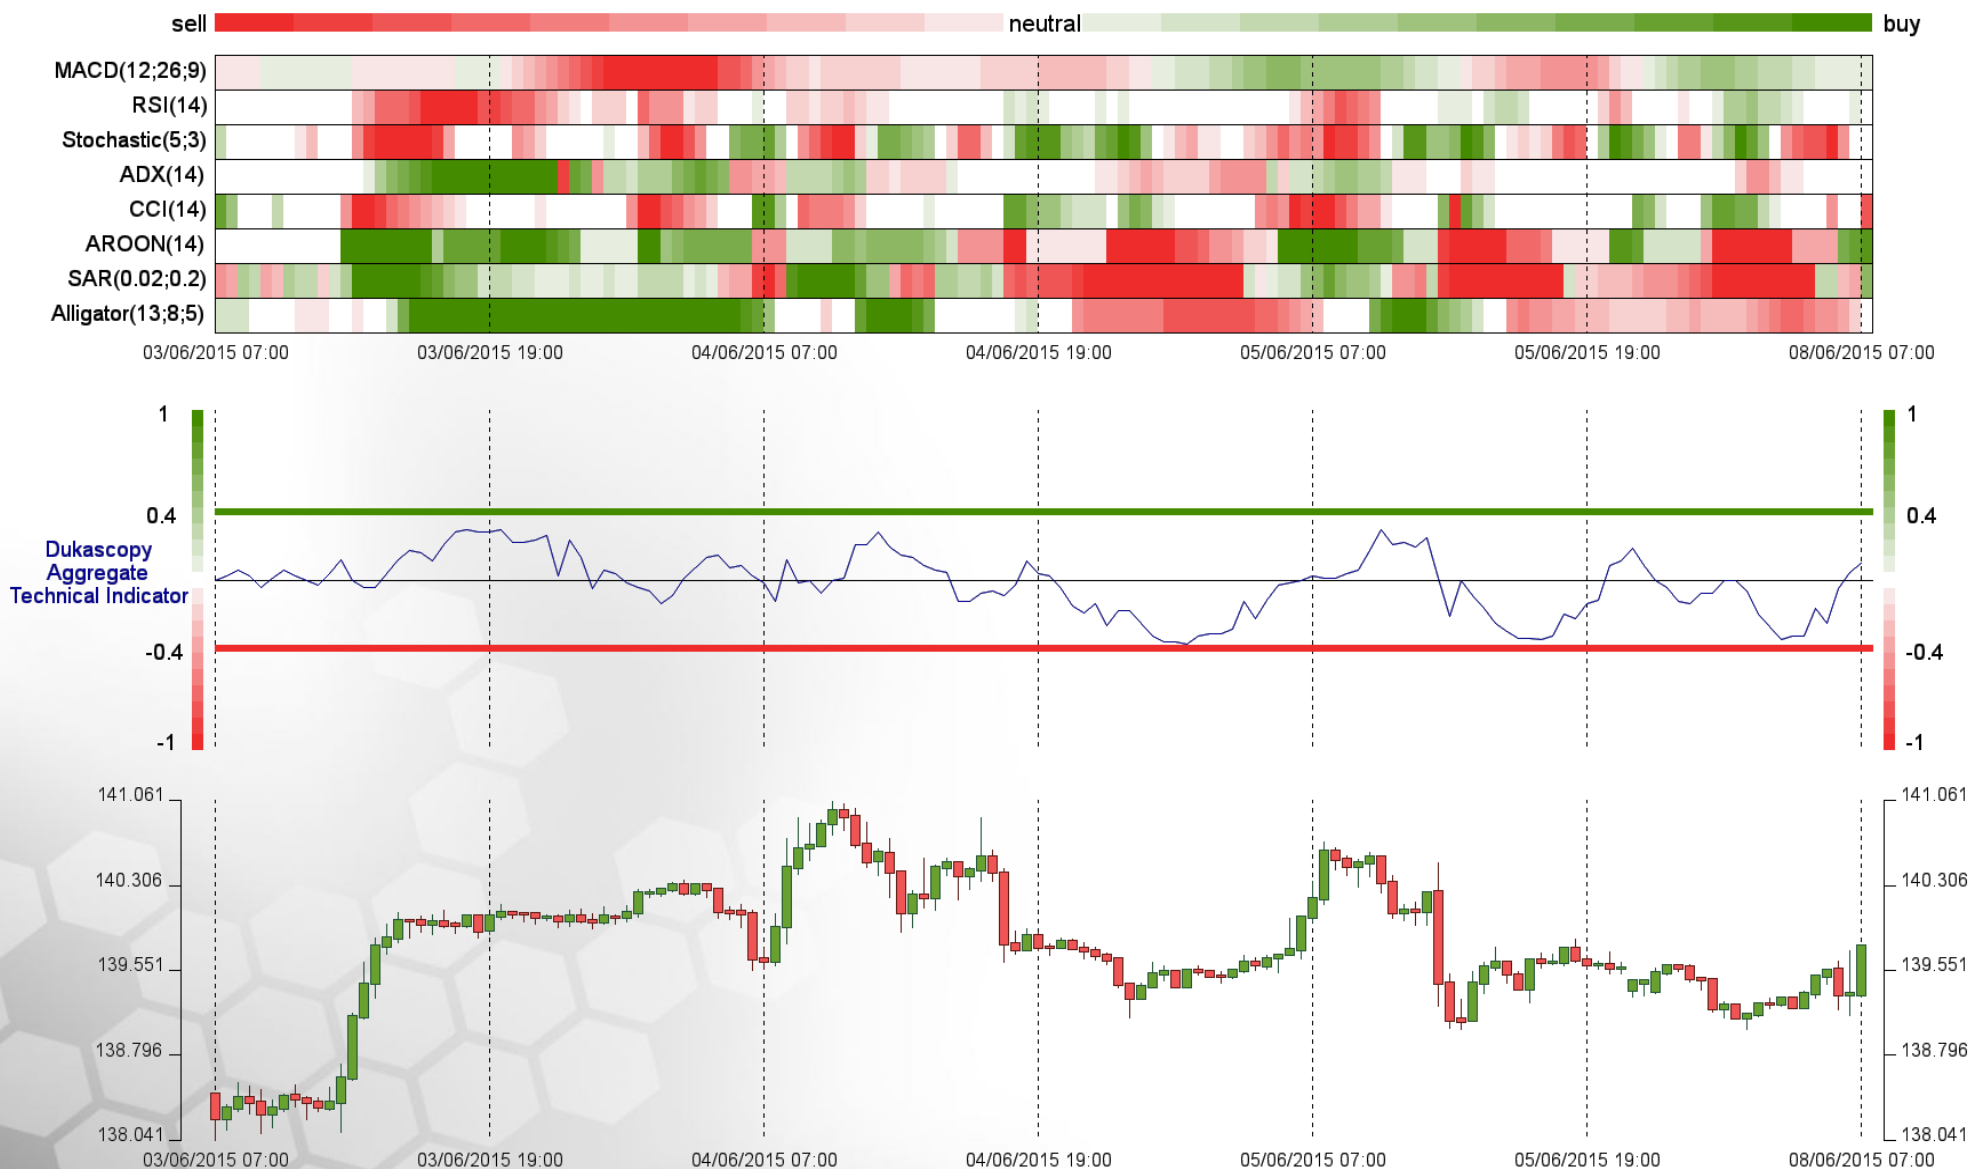 sell neutral buy
MACD(12;26;9)
RSI(14)
Stochastic(5;3)
ADX(14)
CCI(14)
AROON(14)
SAR(0.02;0.2)
Alligator(13;8;5)
03/06/2015 07:00 03/06/2015 19:00 04/06/2015 07:00 04/06/2015 19:00 05/06/2015 07:00 05/06/2015 19:00 08/06/2015 07:00
1 1
0.4 0.4
Dukascopy
Aggregate
Technical Indicator
-0.4 -0.4
-1 -1
141.061 141.061
140.306 140.306
139.551 139.551
138.796 138.796
138.041 138.041
03/06/2015 07:00 03/06/2015 19:00 04/06/2015 07:00 04/06/2015 19:00 05/06/2015 07:00 05/06/2015 19:00 08/06/2015 07:00